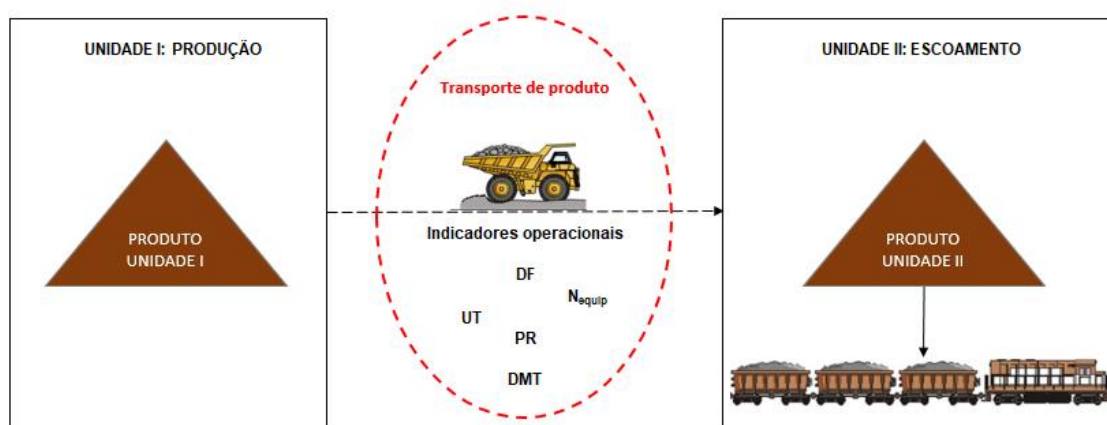 UNIDADE I: PRODUÇÃO
PRODUTO
UNIDADE I
Transporte de produto
Indicadores operacionais
DF
Nequip
UT
PR
DMT
UNIDADE II: ESCOAMENTO
PRODUTO
UNIDADE II